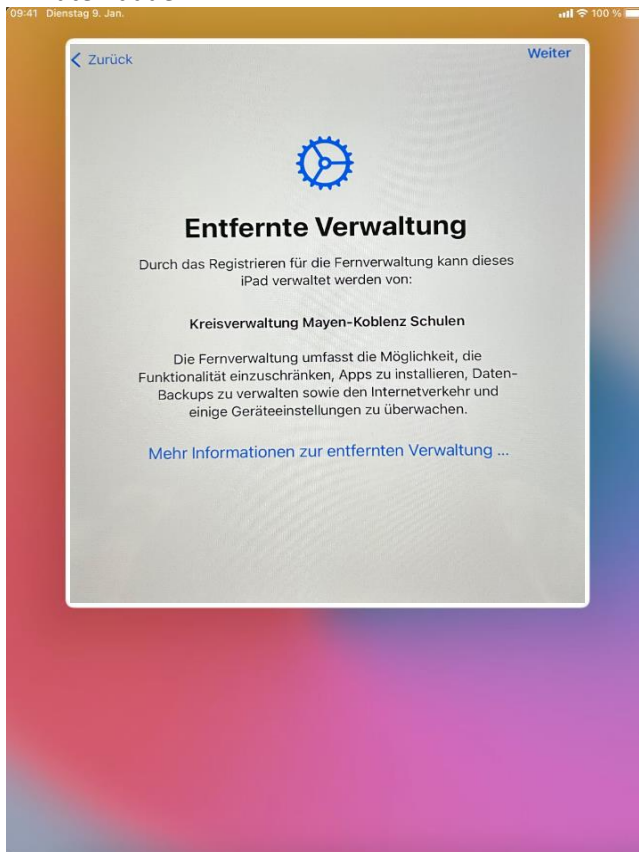 09:41 Dienstag 9. Jan.
100 %
Zurück
Weiter
Entfernte Verwaltung
Durch das Registrieren für die Fernverwaltung kann dieses
iPad verwaltet werden von:
Kreisverwaltung Mayen-Koblenz Schulen
Die Fernverwaltung umfasst die Möglichkeit, die
Funktionalität einzuschränken, Apps zu installieren, Daten-
Backups zu verwalten sowie den Internetverkehr und
einige Geräteeinstellungen zu überwachen.
Mehr Informationen zur entfernten Verwaltung ...